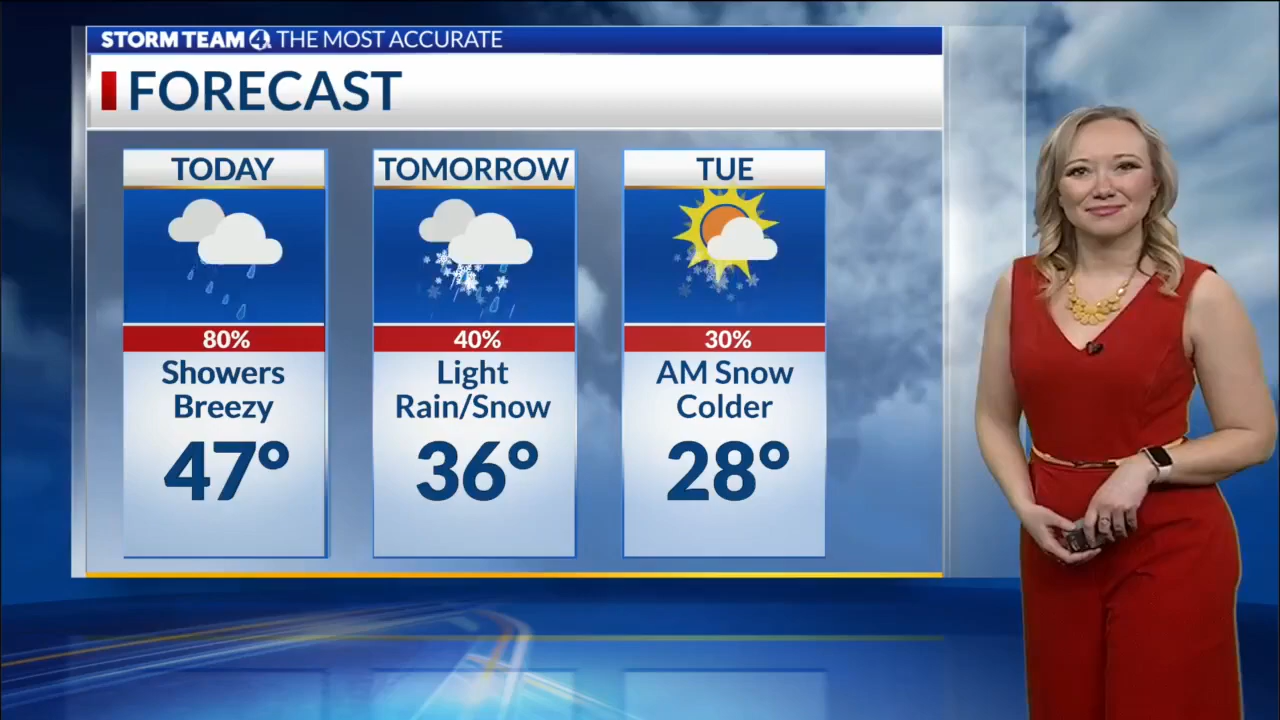 STORM TEAM 4 THE MOST ACCURATE
FORECAST
TODAY
80%
Showers
Breezy
47°
TOMORROW
40%
Light
Rain/Snow
36°
TUE
30%
AM Snow
Colder
28°